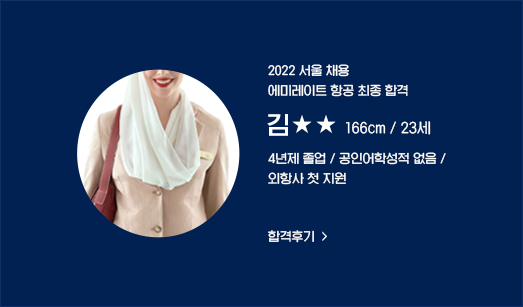 2022 서울 채용
에미레이트 항공 최종 합격
김★★ 166cm / 23세
4년제 졸업 / 공인어학성적 없음 /
외항사 첫 지원
합격후기 >